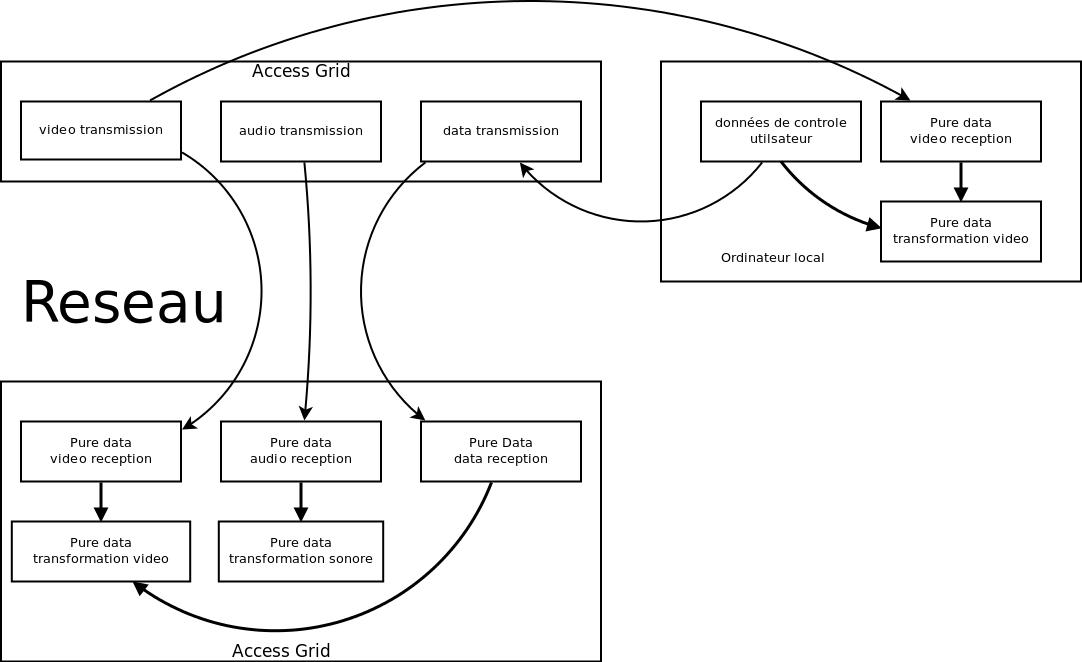 Access Grid
video transmission
audio transmission
data transmission
données de controle
utilsateur
Pure data
video reception
Pure data
transformation video
Ordinateur local
Reseau
Pure data
video reception
Pure data
audio reception
Pure Data
data reception
Pure data
transformation video
Pure data
transformation sonore
Access Grid